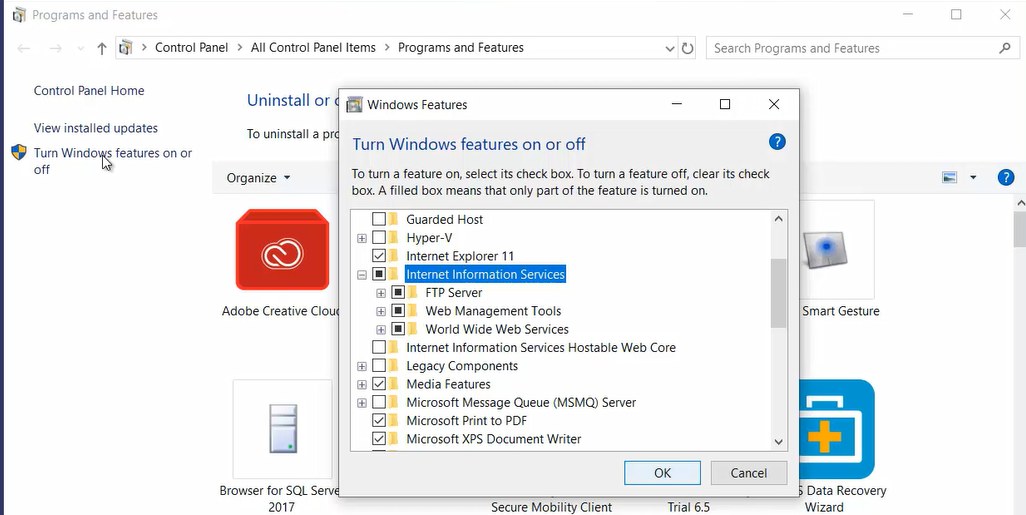 Programs and Features
Control Panel > All Control Panel Items > Programs and Features
Search Programs and Features
Control Panel Home
View installed updates
Turn Windows features on or
off
Uninstall or
To uninstall a
Organize
Adobe Creative
Smart Gesture
Browser for SQL
2017
Secure Mobility Client
Trial 6.5
Data Recovery
Wizard
Windows Features
Turn Windows features on or off
To turn a feature on, select its check box. To turn a feature off, clear its check
box. A filled box means that only part of the feature is turned on.
Guarded Host
Hyper-V
Internet Explorer 11
Internet Information Services
FTP Server
Web Management Tools
World Wide Web Services
Internet Information Services Hostable Web Core
Legacy Components
Media Features
Microsoft Message Queue (MSMQ) Server
Microsoft Print to PDF
Microsoft XPS Document Writer
OK
Cancel